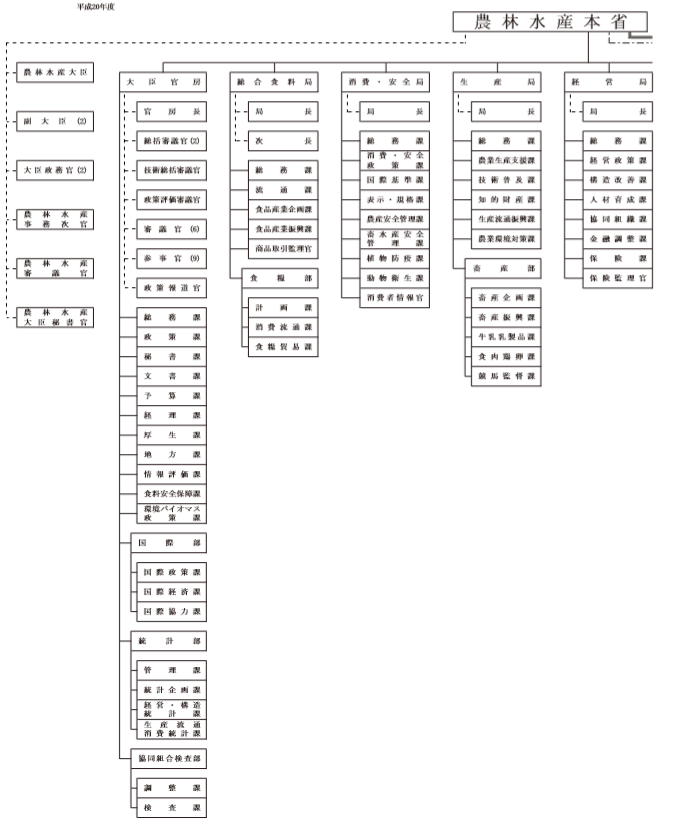 平成20年度
農林水産本省
農林水産大臣
副大臣(2)
大臣政務官(2)
農林水産
事務次官
農林水産
審議官
農林水産
大臣秘書官
大臣官房
官房長
総括審議官(2)
技術総括審議官
政策評価審議官
審議官(6)
参事官(9)
政策報道官
総務課
政策課
秘書課
文書課
予算課
経理課
厚生課
地方課
情報評価課
食料安全保障課
環境バイオマス
政策課
国際部
国際政策課
国際経済課
国際協力課
統計部
管理課
統計企画課
経営・構造
統計課
生産流通
消費統計課
協同組合検査部
調整課
検査課
総合食料局
局長
次長
総務課
流通課
食品産業企画課
食品産業振興課
商品取引監理官
食糧部
計画課
消費流通課
食糧貿易課
消費・安全局
局長
総務課
消費・安全
政策課
国際基準課
表示・規格課
農産安全管理課
畜水産安全
管理課
植物防疫課
動物衛生課
消費者情報官
生産局
局長
総務課
農業生産支援課
技術普及課
知的財産課
生産流通振興課
農業環境対策課
畜産部
畜産企画課
畜産振興課
牛乳乳製品課
食肉鶏卵課
競馬監督課
経営局
局長
総務課
経営政策課
構造改善課
人材育成課
協同組織課
金融調整課
保険課
保険監理官